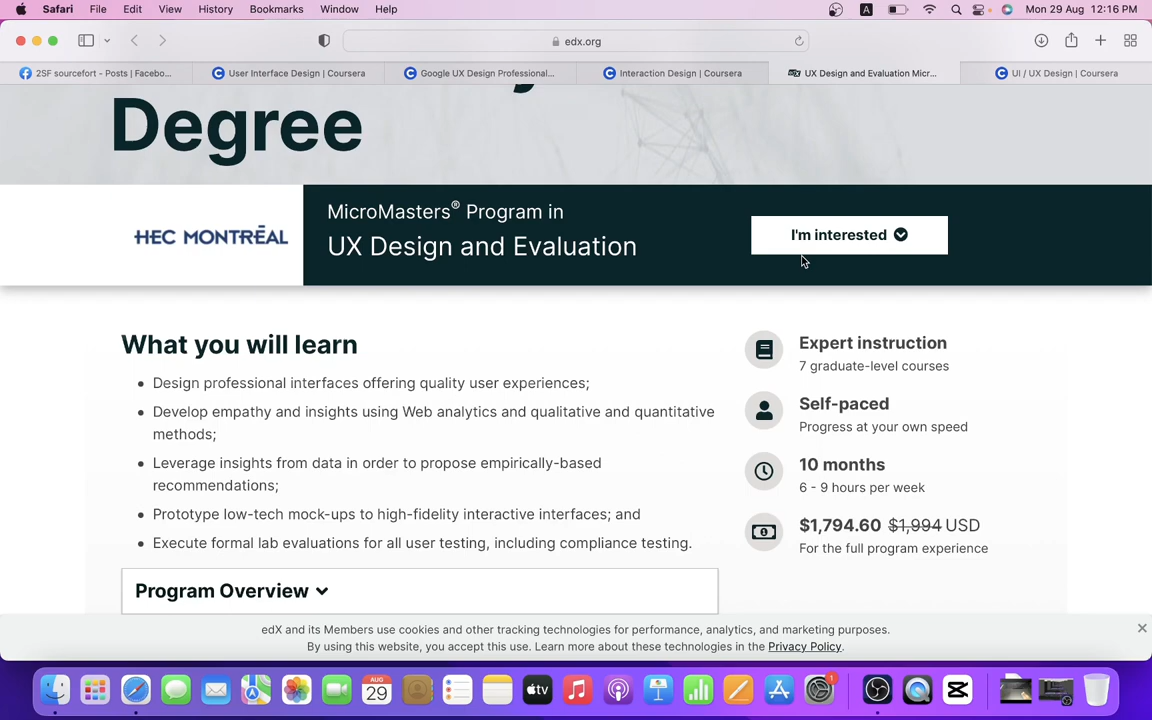 Safari File Edit View History Bookmarks Window Help A Mon 29 Aug 12:16 PM
edx.org
2SF sourcefort - Posts | Facebo... User Interface Design | Coursera Google UX Design Professional... Interaction Design | Coursera UX Design and Evaluation Micr... UI / UX Design | Coursera
Degree
HEC MONTRÉAL
MicroMasters® Program in
UX Design and Evaluation
I'm interested
What you will learn
Design professional interfaces offering quality user experiences;
Develop empathy and insights using Web analytics and qualitative and quantitative
methods;
Leverage insights from data in order to propose empirically-based
recommendations;
Prototype low-tech mock-ups to high-fidelity interactive interfaces; and
Execute formal lab evaluations for all user testing, including compliance testing.
Program Overview
Expert instruction
7 graduate-level courses
Self-paced
Progress at your own speed
10 months
6 - 9 hours per week
$1,794.60 $1,994 USD
For the full program experience
edX and its Members use cookies and other tracking technologies for performance, analytics, and marketing purposes.
By using this website, you accept this use. Learn more about these technologies in the Privacy Policy.
AUG
29
tv
1